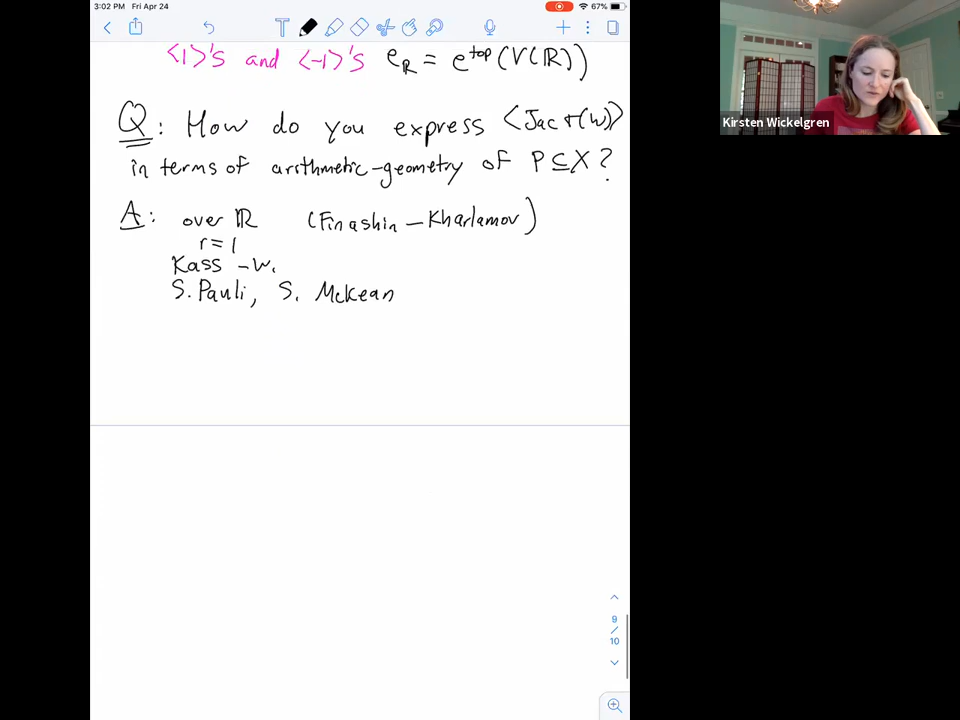 3:02 PM Fri Apr 24
67%
<1>'s and <-1>'s e_R = e^top(V(ℝ))
Q: How do you express <Jac σ(w)>
in terms of aristhmetic-geometry of P ⊆ X?
A: over ℝ (Finashin - Kharlamov)
r = 1
Kass - W.
S. Pauli, S. McKean
9
/
10
Kirsten Wickelgren